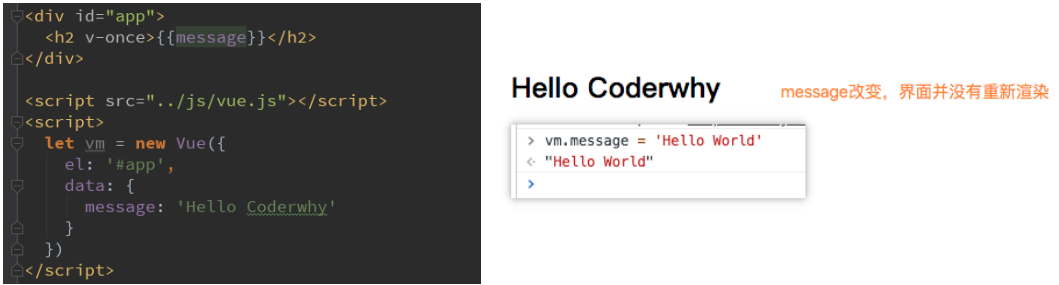 <div id="app">
  <h2 v-once>{{message}}</h2>
</div>

<script src="../js/vue.js"></script>
<script>
  let vm = new Vue({
    el: '#app',
    data: {
      message: 'Hello Coderwhy'
    }
  })
</script>
Hello Coderwhy
message改变，界面并没有重新渲染
> vm.message = 'Hello World'
<· "Hello World"
>